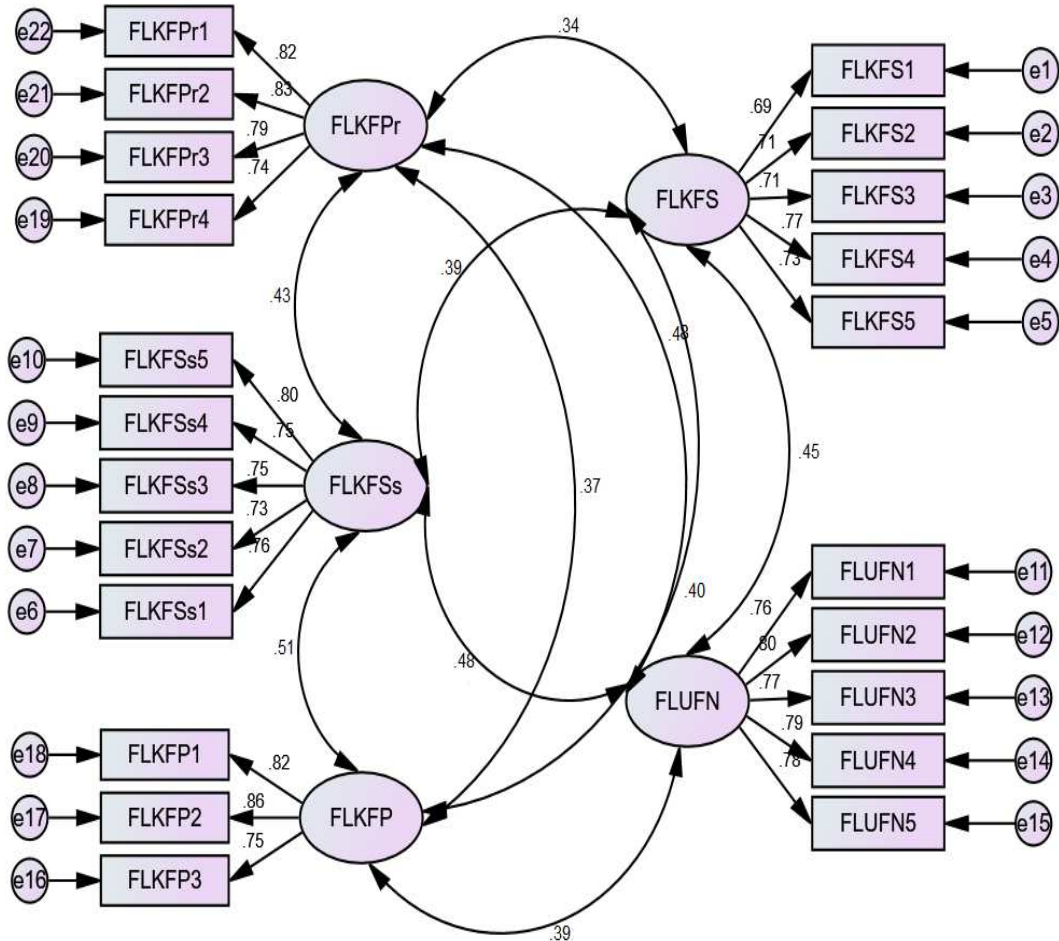 e22
FLKFPr1
.82
e21
FLKFPr2
.83
e20
FLKFPr3
.79
e19
FLKFPr4
.74
FLKFPr
.34
FLKFS
FLKFS1
e1
.69
FLKFS2
e2
.71
FLKFS3
e3
.71
FLKFS4
e4
.77
FLKFS5
e5
.73
.39
.43
.48
.45
.37
e10
FLKFSs5
.80
e9
FLKFSs4
.75
e8
FLKFSs3
.75
e7
FLKFSs2
.73
e6
FLKFSs1
.76
FLKFSs
.51
.48
.40
FLUFN
FLUFN1
e11
.76
FLUFN2
e12
.80
FLUFN3
e13
.77
FLUFN4
e14
.79
FLUFN5
e15
.78
e18
FLKFP1
.82
e17
FLKFP2
.86
e16
FLKFP3
.75
FLKFP
.39